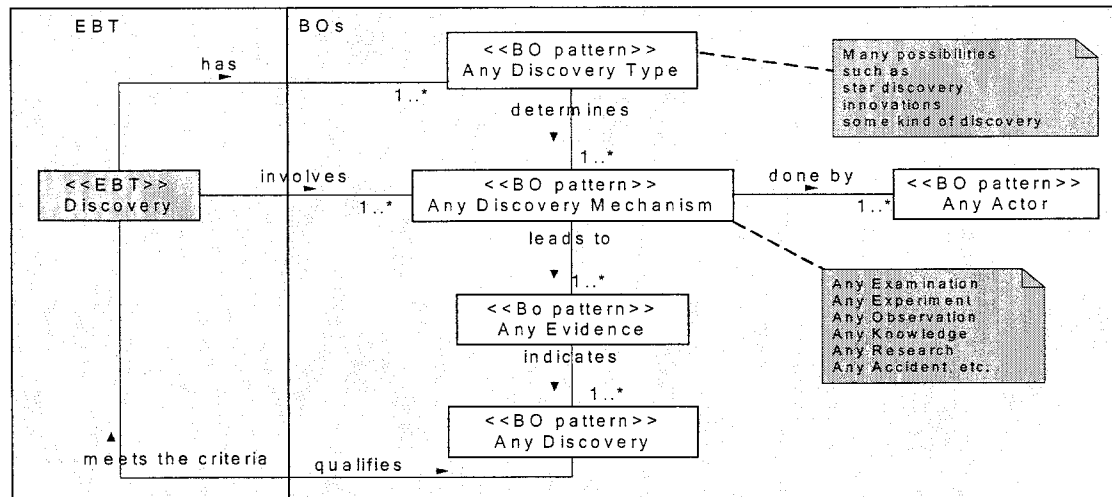 EBT
BOs
<<BO pattern>>
Any Discovery Type
has
1..*
Many possibilities
such as
star discovery
innovations
some kind of discovery
determines
1..*
<<EBT>>
Discovery
involves
1..*
<<BO pattern>>
Any Discovery Mechanism
done by
1..*
<<BO pattern>>
Any Actor
leads to
1..*
Any Examination
Any Experiment
Any Observation
Any Knowledge
Any Research
Any Accident, etc.
<<Bo pattern>>
Any Evidence
indicates
1..*
<<BO pattern>>
Any Discovery
meets the criteria
qualifies